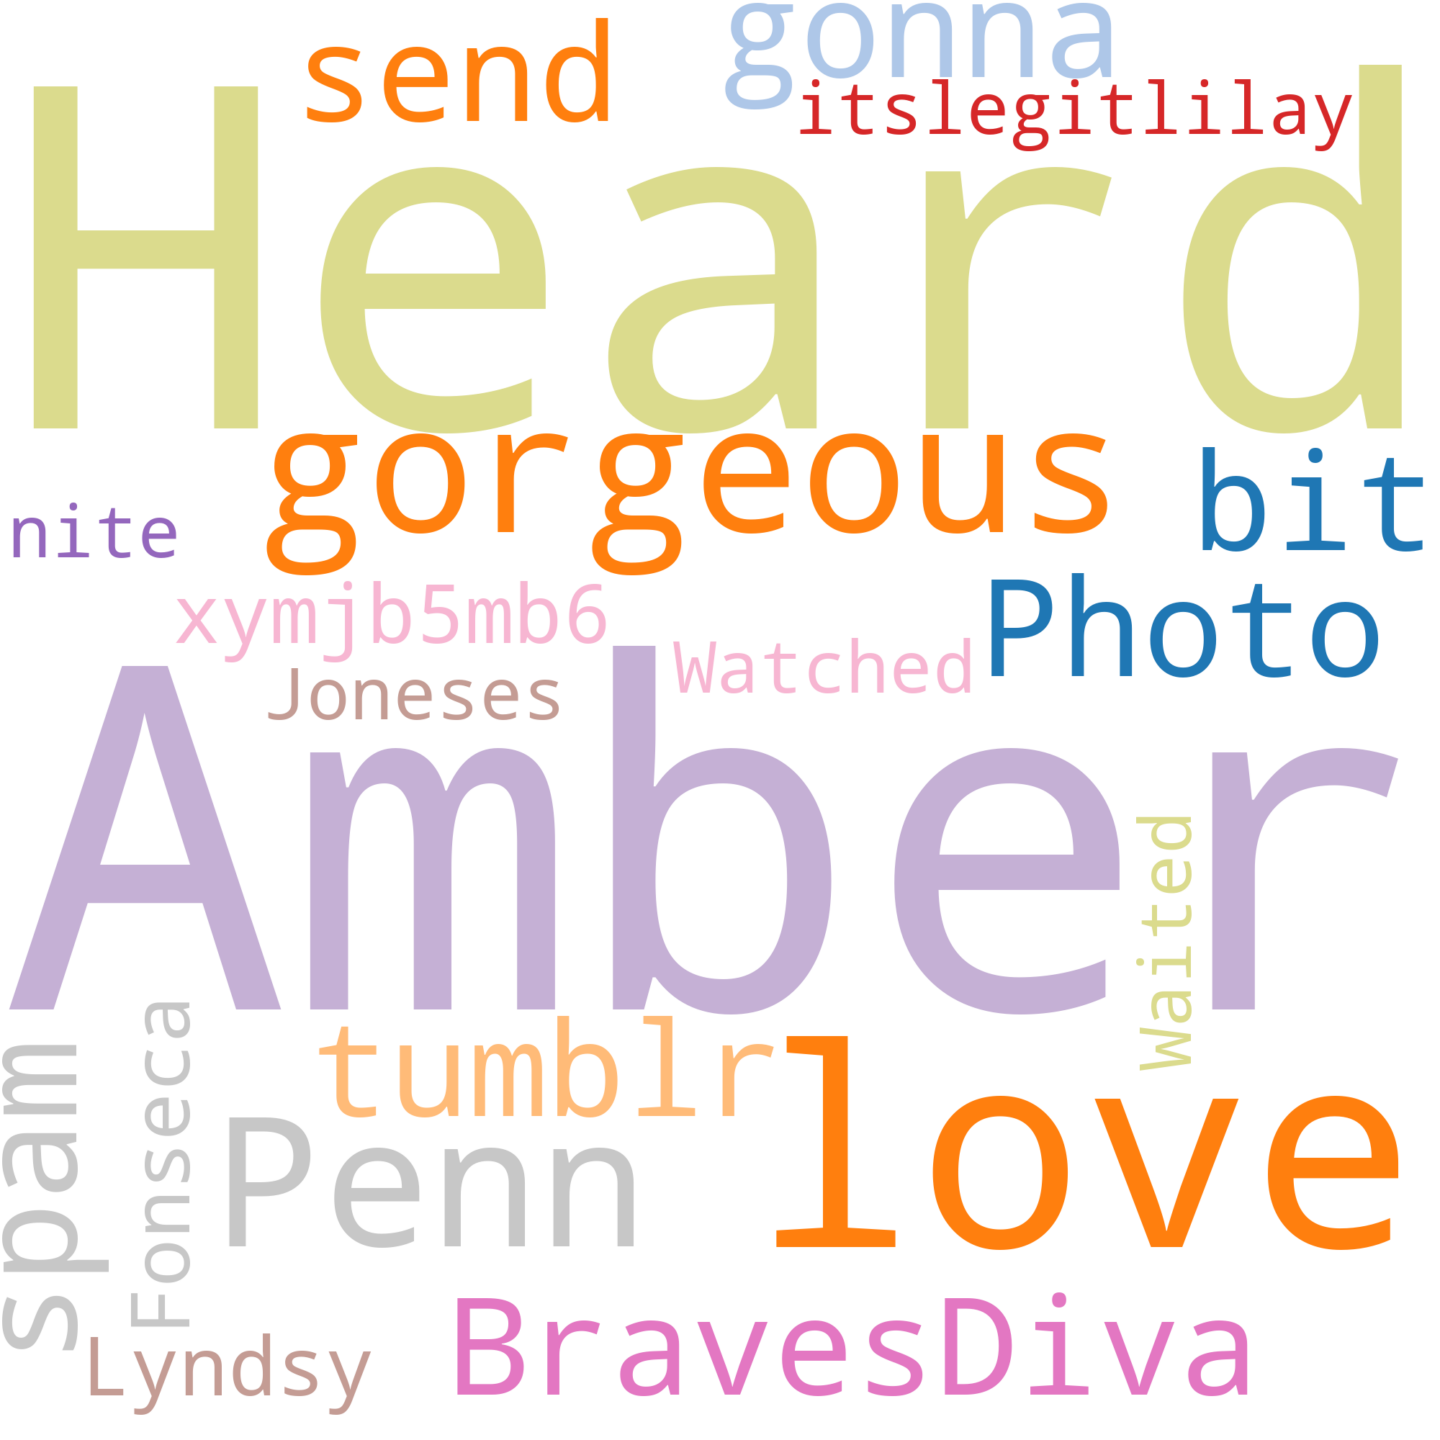 gonna
send
itslegitlilay
Heard
gorgeous
bit
nite
Photo
xymjb5mb6
Watched
Joneses
Amber
Waited
Fonseca
tumblr
spam
love
Penn
BravesDiva
Lyndsy